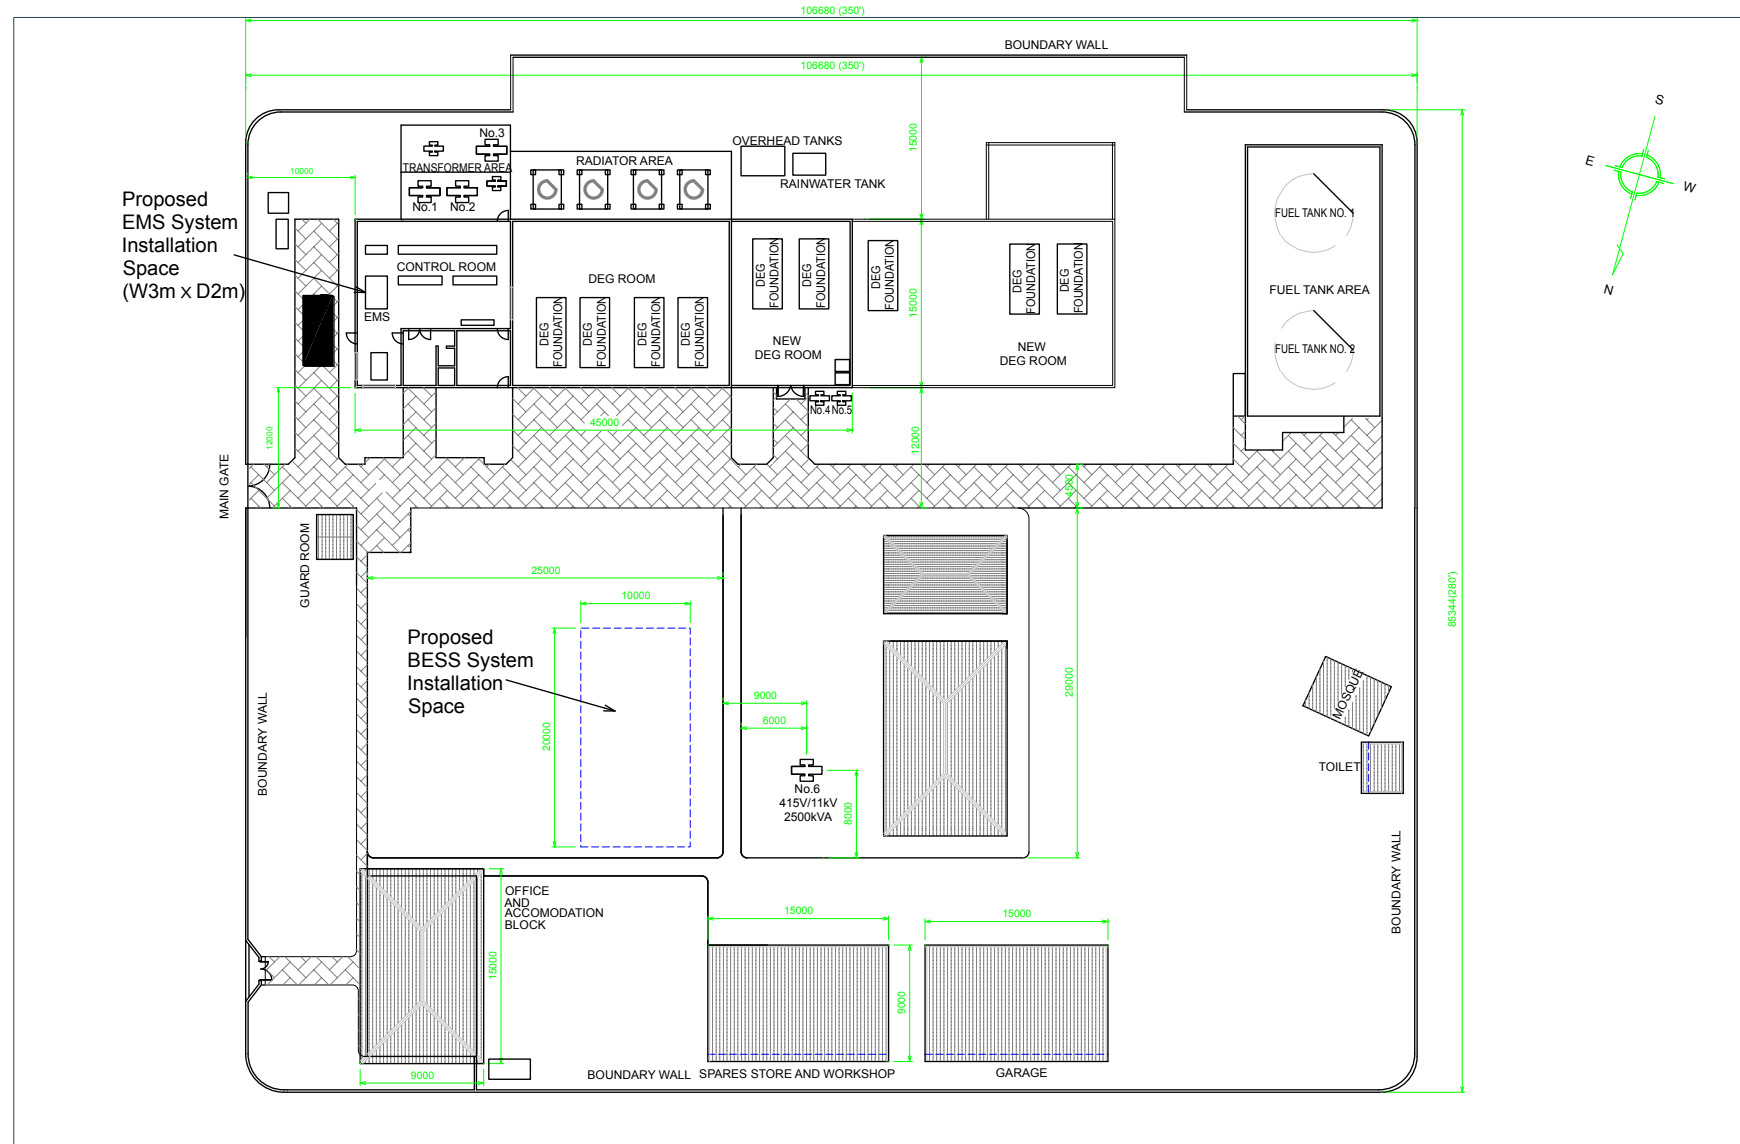 106680 (350')
BOUNDARY WALL
106680 (350')
S
E
W
N
No.3
TRANSFORMER AREA
No.1
No.2
RADIATOR AREA
OVERHEAD TANKS
RAINWATER TANK
15000
10000
Proposed
EMS System
Installation
Space
(W3m x D2m)
CONTROL ROOM
EMS
DEG ROOM
DEG
FOUNDATION
DEG
FOUNDATION
DEG
FOUNDATION
DEG
FOUNDATION
DEG
FOUNDATION
DEG
FOUNDATION
NEW
DEG ROOM
DEG
FOUNDATION
15000
DEG
FOUNDATION
DEG
FOUNDATION
NEW
DEG ROOM
FUEL TANK NO. 1
FUEL TANK AREA
FUEL TANK NO. 2
No.4
No.5
45000
12000
12000
4500
MAIN GATE
GUARD ROOM
25000
10000
20000
Proposed
BESS System
Installation
Space
9000
6000
No.6
415V/11kV
2500kVA
8000
29000
85344(280')
MOSQUE
TOILET
BOUNDARY WALL
BOUNDARY WALL
OFFICE
AND
ACCOMODATION
BLOCK
15000
9000
15000
9000
15000
BOUNDARY WALL
SPARES STORE AND WORKSHOP
GARAGE